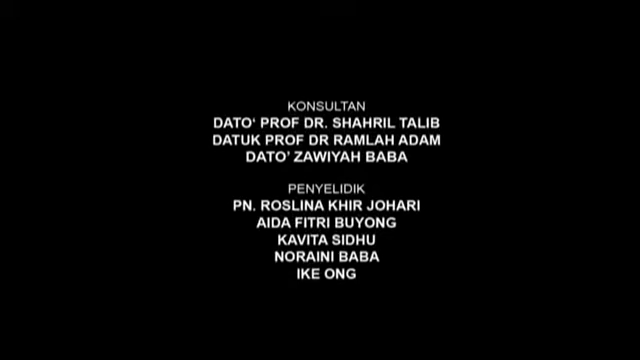 KONSULTAN
DATO‘ PROF DR. SHAHRIL TALIB
DATUK PROF DR RAMLAH ADAM
DATO’ ZAWIYAH BABA
PENYELIDIK
PN. ROSLINA KHIR JOHARI
AIDA FITRI BUYONG
KAVITA SIDHU
NORAINI BABA
IKE ONG